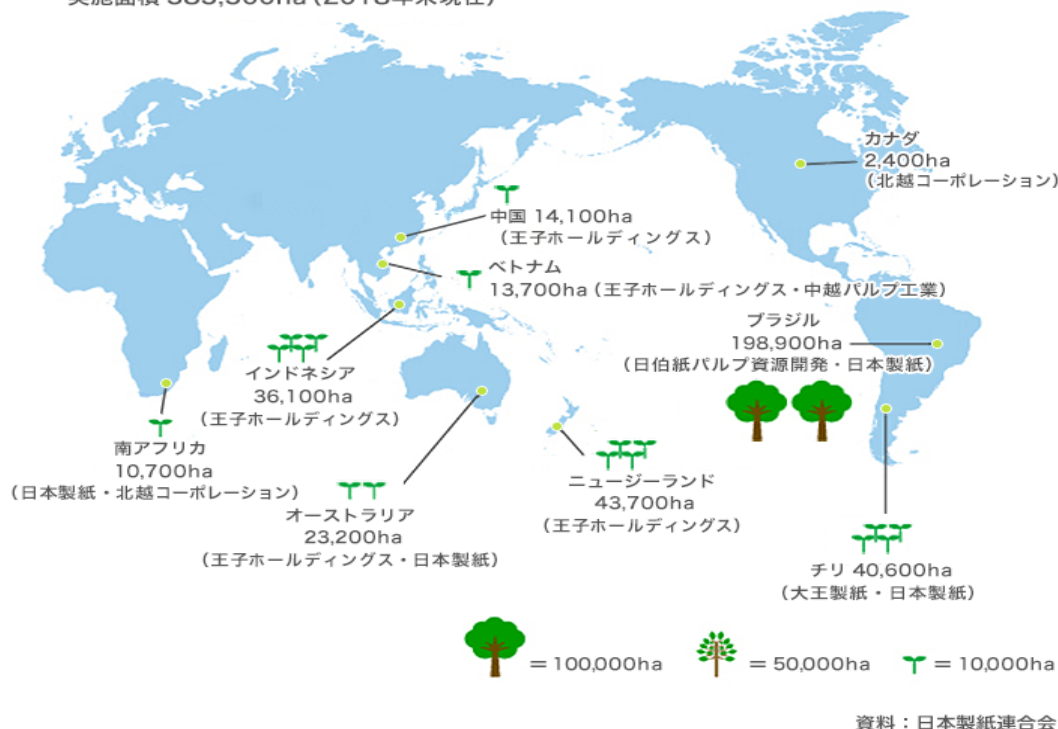 実施面積
カナダ
2,400ha
(北越コーポレーション)
中国 14,100ha
(王子ホールディングス)
ベトナム
13,700ha (王子ホールディングス・中越パルプ工業)
ブラジル
198,900ha
(日伯紙パルプ資源開発・日本製紙)
インドネシア
36,100ha
(王子ホールディングス)
南アフリカ
10,700ha
(日本製紙・北越コーポレーション)
オーストラリア
23,200ha
(王子ホールディングス・日本製紙)
ニュージーランド
43,700ha
(王子ホールディングス)
チリ 40,600ha
(大王製紙・日本製紙)
= 100,000ha = 50,000ha = 10,000ha
資料：日本製紙連合会